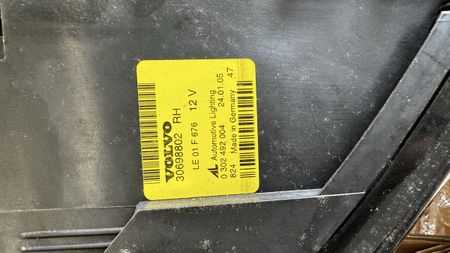 VOLVO
30698802 RH
LE 01 F 676 12 V
AL Automotive Lighting
0 302 492 004 24.01.05
824 Made in Germany 47